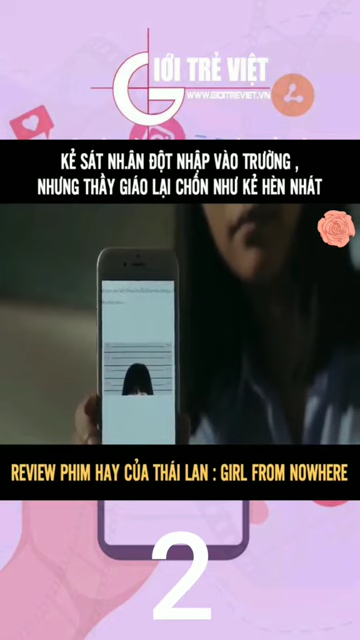 GIỚI TRẺ VIỆT
WWW.GIOITREVIET.VN
KẺ SÁT NH.ÂN ĐỘT NHẬP VÀO TRƯỜNG ,
NHƯNG THẦY GIÁO LẠI CHỐN NHƯ KẺ HÈN NHÁT
REVIEW PHIM HAY CỦA THÁI LAN : GIRL FROM NOWHERE
2